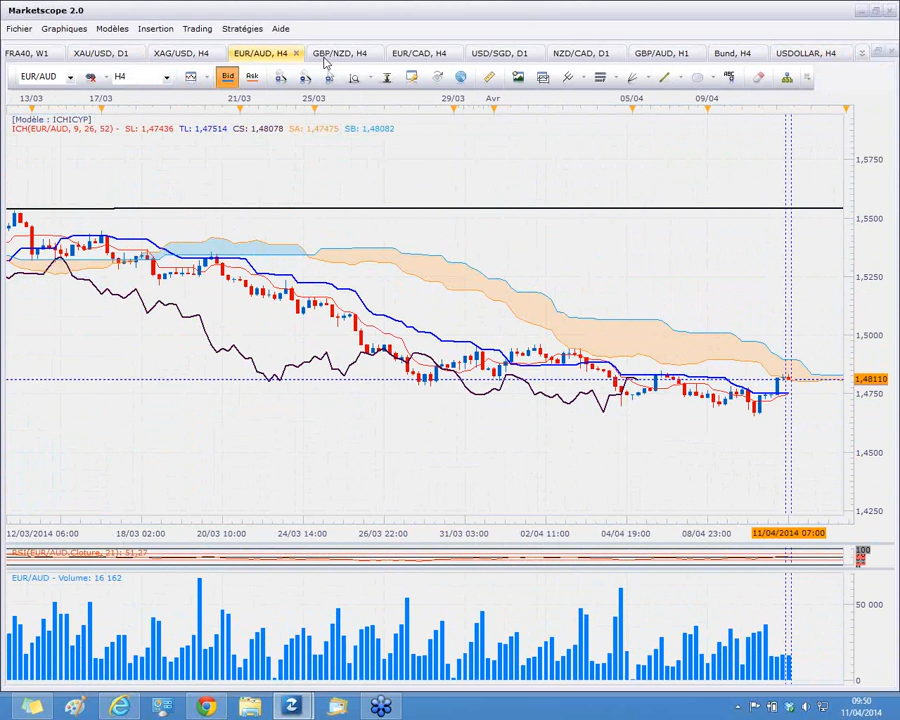 Marketscope 2.0
Fichier Graphiques Modèles Insertion Trading Stratégies Aide
FRA40, W1 XAU/USD, D1 XAG/USD, H4 EUR/AUD, H4 GBP/NZD, H4 EUR/CAD, H4 USD/SGD, D1 NZD/CAD, D1 GBP/AUD, H1 Bund, H4 USDOLLAR, H4
EUR/AUD H4 Bid Ask ABC
13/03 17/03 21/03 25/03 29/03 Avr 05/04 09/04
[Modèle : ICHICYP]
ICH(EUR/AUD, 9, 26, 52) - SL: 1,47436 TL: 1,47514 CS: 1,48078 SA: 1,47475 SB: 1,48082
1,5750
1,5500
1,5250
1,5000
1,48110
1,4750
1,4500
1,4250
12/03/2014 06:00 18/03 02:00 20/03 10:00 24/03 14:00 26/03 22:00 31/03 03:00 02/04 11:00 04/04 19:00 08/04 23:00 11/04/2014 07:00
RSI(EUR/AUD.Cloture, 21): 51,27
100
EUR/AUD - Volume: 16 162
50 000
0
09:50
11/04/2014